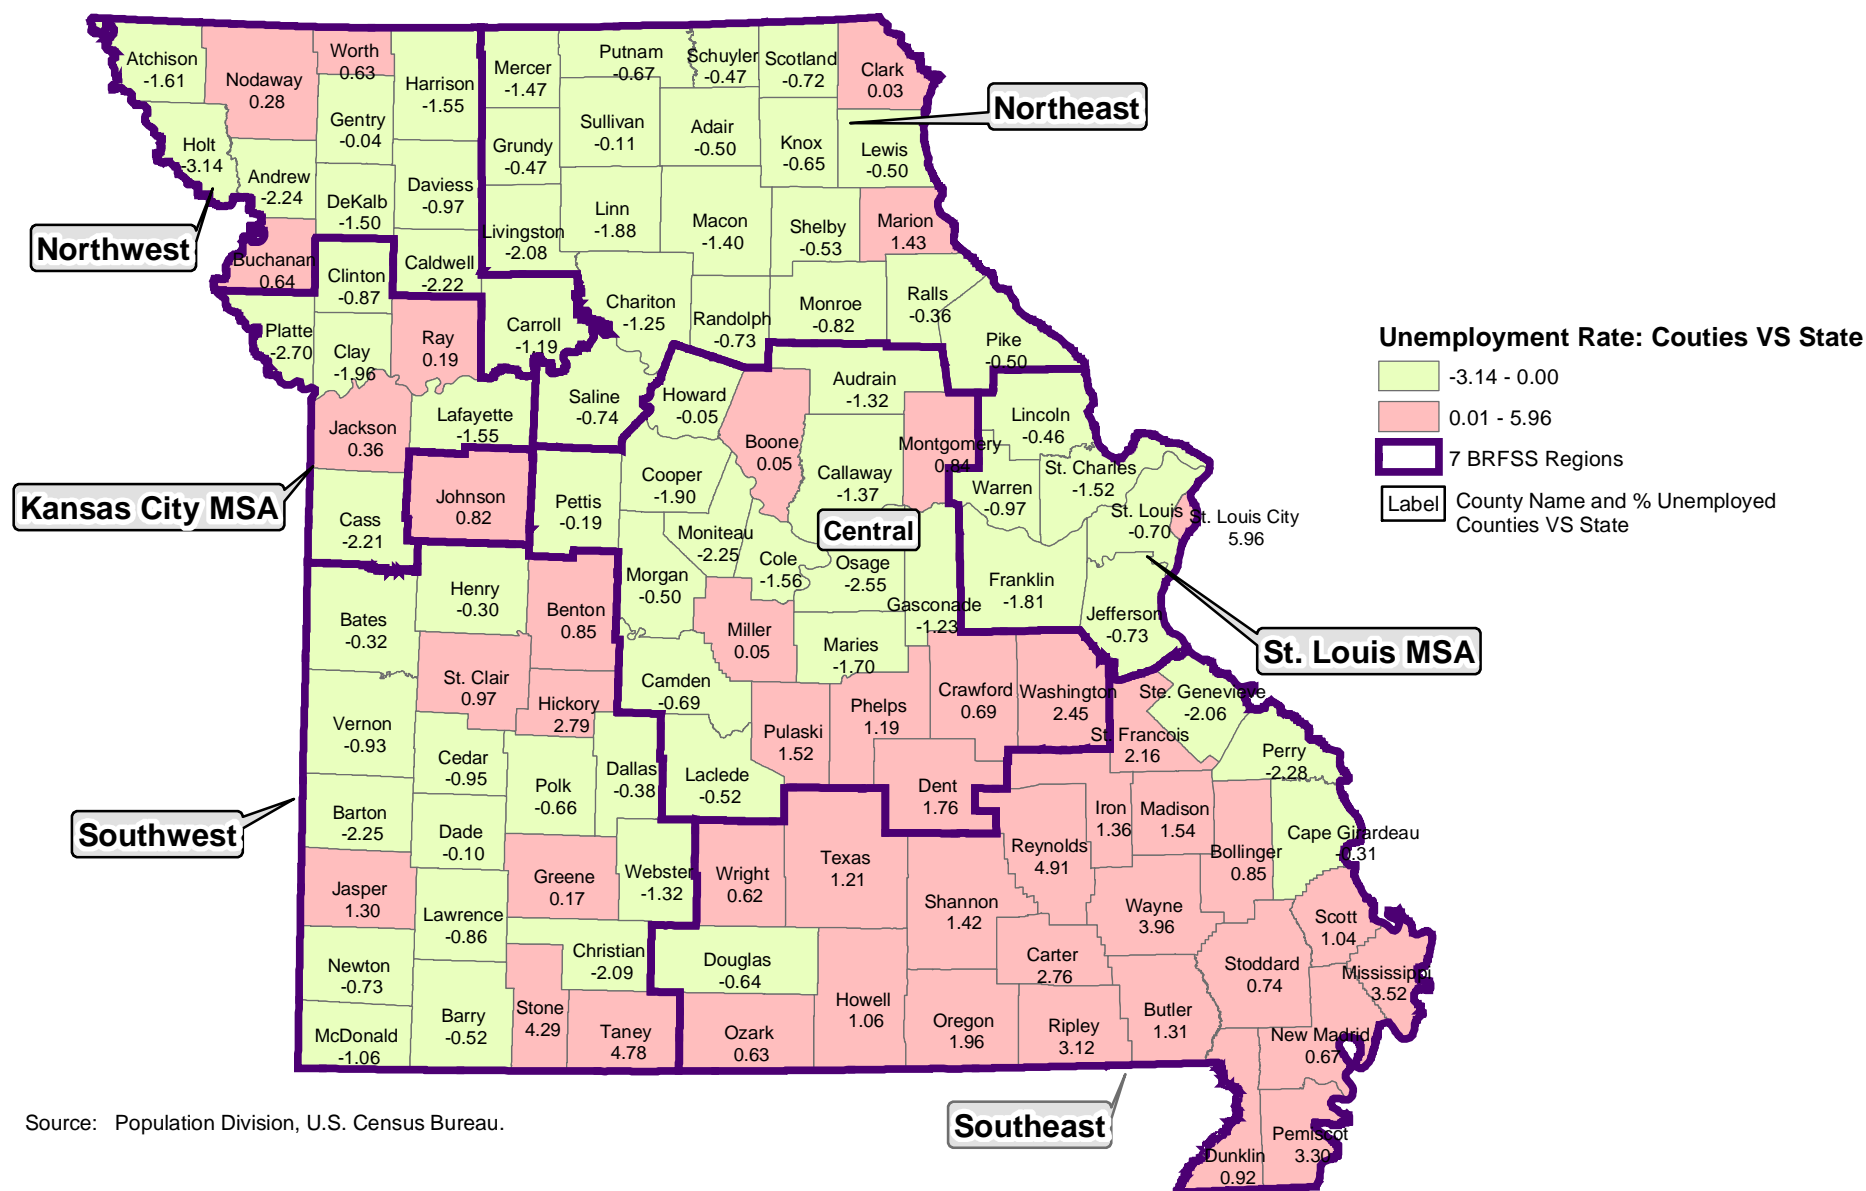 Atchison
-1.61
Nodaway
0.28
Worth
0.63
Harrison
-1.55
Mercer
-1.47
Putnam
-0.67
Schuyler
-0.47
Scotland
-0.72
Clark
0.03
Northeast
Holt
-3.14
Andrew
-2.24
Gentry
-0.04
DeKalb
-1.50
Daviess
-0.97
Grundy
-0.47
Sullivan
-0.11
Adair
-0.50
Knox
-0.65
Lewis
-0.50
Northwest
Buchanan
0.64
Clinton
-0.87
Caldwell
-2.22
Livingston
-2.08
Linn
-1.88
Macon
-1.40
Shelby
-0.53
Marion
1.43
Platte
-2.70
Clay
-1.96
Ray
0.19
Carroll
-1.19
Chariton
-1.25
Randolph
-0.73
Monroe
-0.82
Ralls
-0.36
Pike
-0.50
Unemployment Rate: Couties VS State
-3.14 - 0.00
0.01 - 5.96
7 BRFSS Regions
Label
County Name and % Unemployed
Counties VS State
Jackson
0.36
Lafayette
-1.55
Saline
-0.74
Howard
-0.05
Boone
0.05
Audrain
-1.32
Montgomery
0.84
Lincoln
-0.46
Kansas City MSA
Cass
-2.21
Johnson
0.82
Pettis
-0.19
Cooper
-1.90
Moniteau
-2.25
Callaway
-1.37
Central
Warren
-0.97
St. Charles
-1.52
St. Louis
-0.70
St. Louis City
5.96
Bates
-0.32
Henry
-0.30
Benton
0.85
Morgan
-0.50
Cole
-1.56
Osage
-2.55
Gasconade
-1.23
Franklin
-1.81
Jefferson
-0.73
St. Louis MSA
Miller
0.05
Maries
-1.70
Vernon
-0.93
St. Clair
0.97
Hickory
2.79
Camden
-0.69
Pulaski
1.52
Phelps
1.19
Crawford
0.69
Washington
2.45
Ste. Genevieve
-2.06
St. Francois
2.16
Perry
-2.28
Southwest
Barton
-2.25
Cedar
-0.95
Polk
-0.66
Dallas
-0.38
Laclede
-0.52
Dent
1.76
Iron
1.36
Madison
1.54
Cape Girardeau
-0.31
Dade
-0.10
Jasper
1.30
Greene
0.17
Webster
-1.32
Wright
0.62
Texas
1.21
Reynolds
4.91
Bollinger
0.85
Lawrence
-0.86
Shannon
1.42
Wayne
3.96
Scott
1.04
Newton
-0.73
Christian
-2.09
Douglas
-0.64
Carter
2.76
Stoddard
0.74
Mississippi
3.52
McDonald
-1.06
Barry
-0.52
Stone
4.29
Taney
4.78
Ozark
0.63
Howell
1.06
Oregon
1.96
Ripley
3.12
Butler
1.31
New Madrid
0.67
Southeast
Dunklin
0.92
Pemiscot
3.30
Source: Population Division, U.S. Census Bureau.